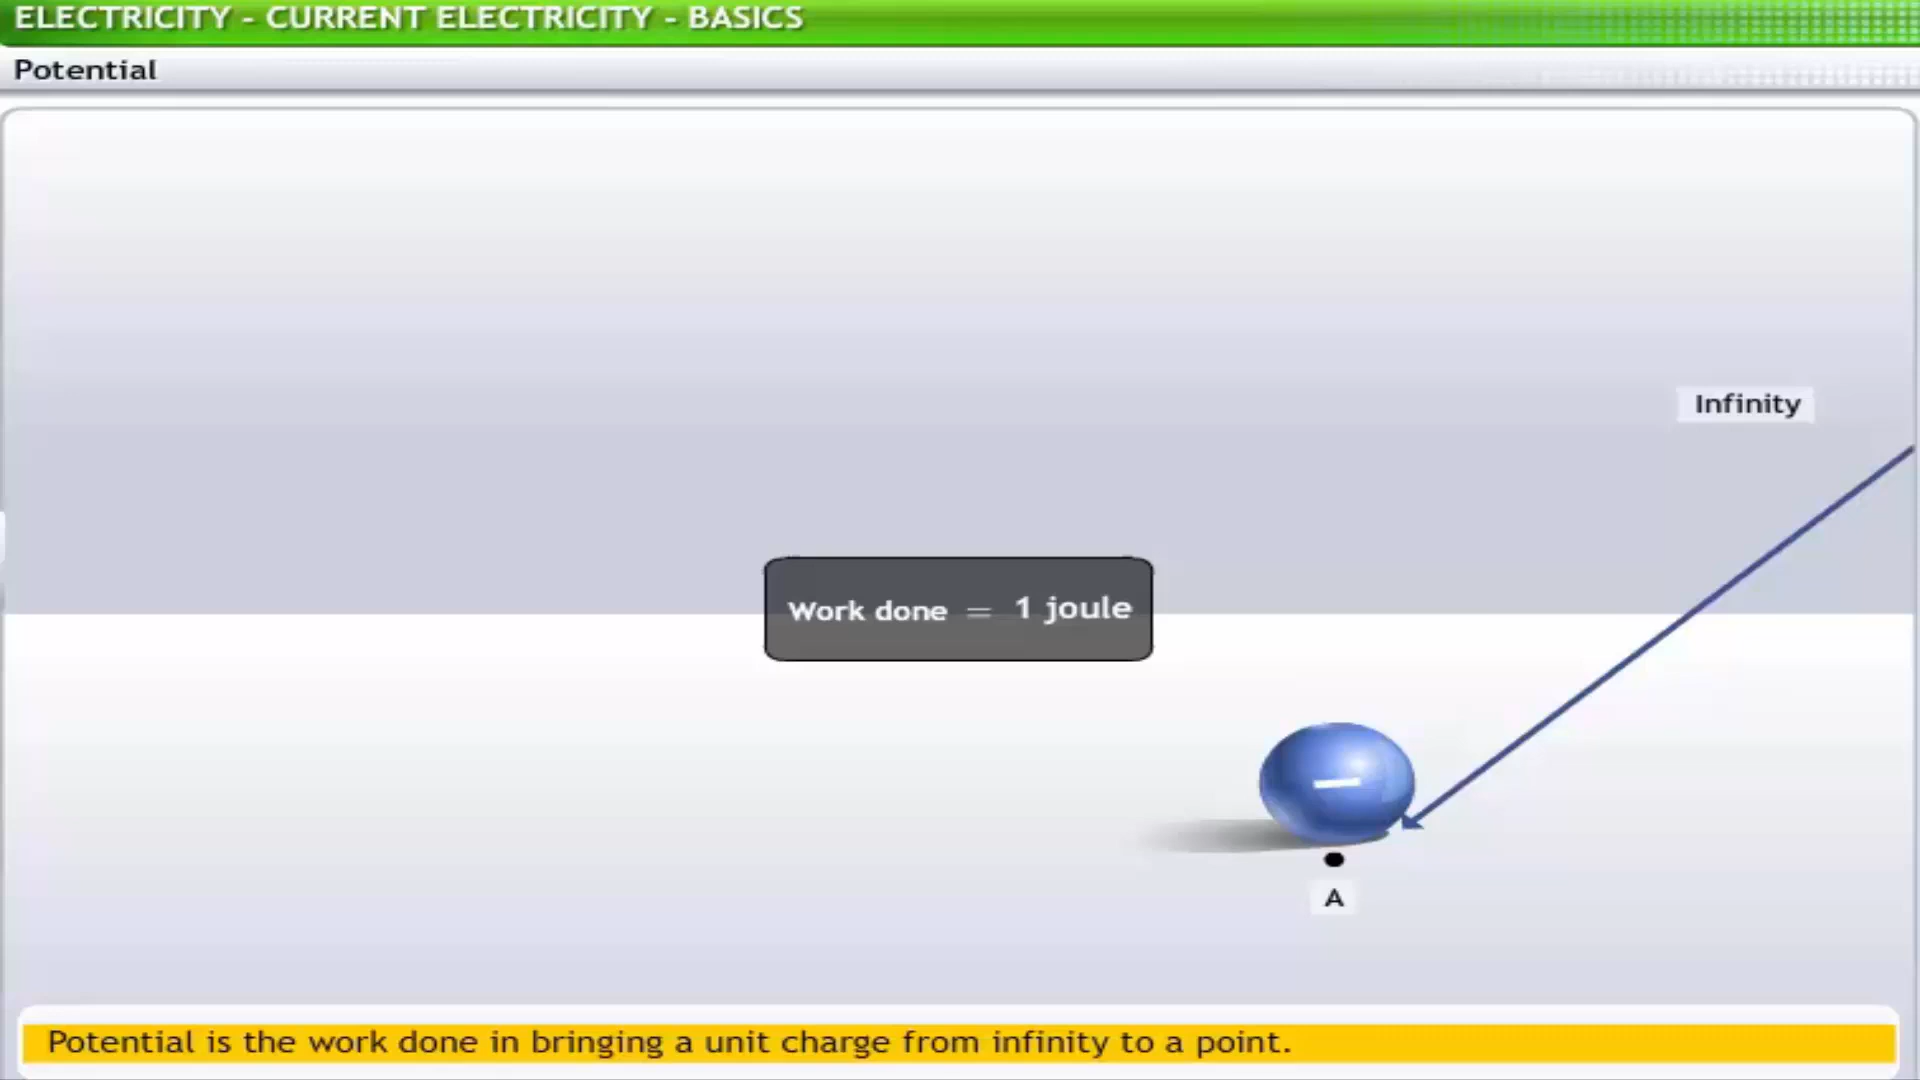 ELECTRICITY - CURRENT ELECTRICITY - BASICS
Potential
Infinity
Work done = 1 joule
A
Potential is the work done in bringing a unit charge from infinity to a point.